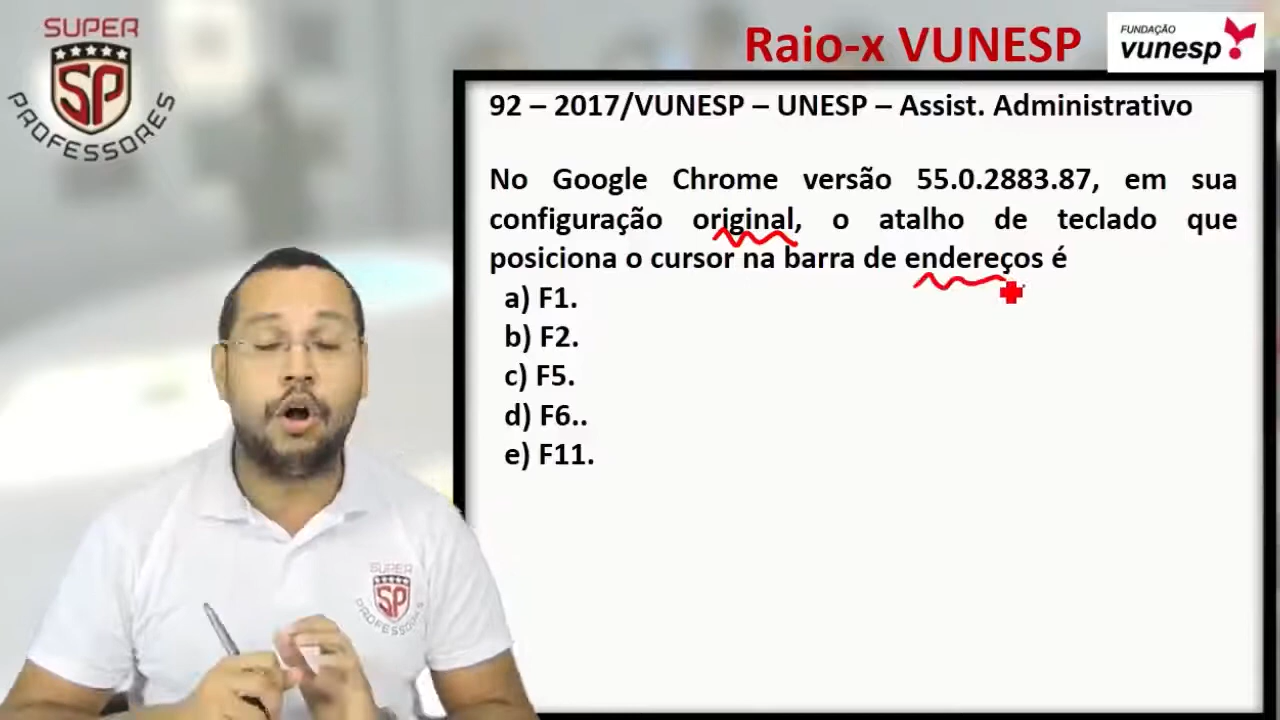 SUPER
SP
PROFESSORES
Raio-x VUNESP
FUNDAÇÃO
vunesp
92 – 2017/VUNESP – UNESP – Assist. Administrativo
No Google Chrome versão 55.0.2883.87, em sua
configuração original, o atalho de teclado que
posiciona o cursor na barra de endereços é
a) F1.
b) F2.
c) F5.
d) F6..
e) F11.
SUPER
SP
PROFESSORES